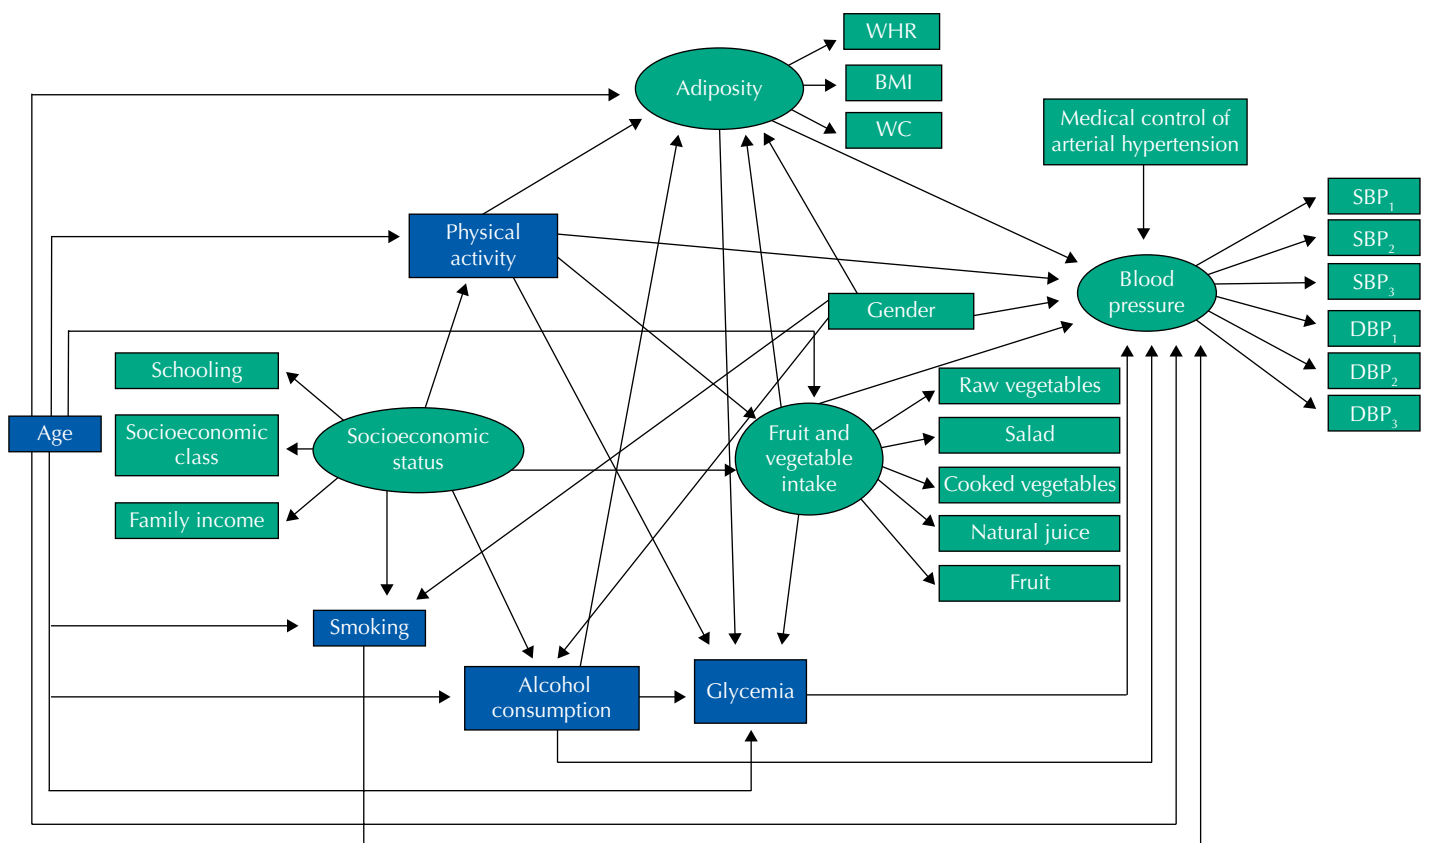 WHR
Adiposity
BMI
WC
Medical control of
arterial hypertension
SBP₁
Physical
activity
SBP₂
Blood
pressure
SBP₃
Gender
DBP₁
Schooling
DBP₂
Raw vegetables
DBP₃
Age
Socioeconomic
class
Socioeconomic
status
Fruit and
vegetable
intake
Salad
Cooked vegetables
Family income
Natural juice
Fruit
Smoking
Alcohol
consumption
Glycemia